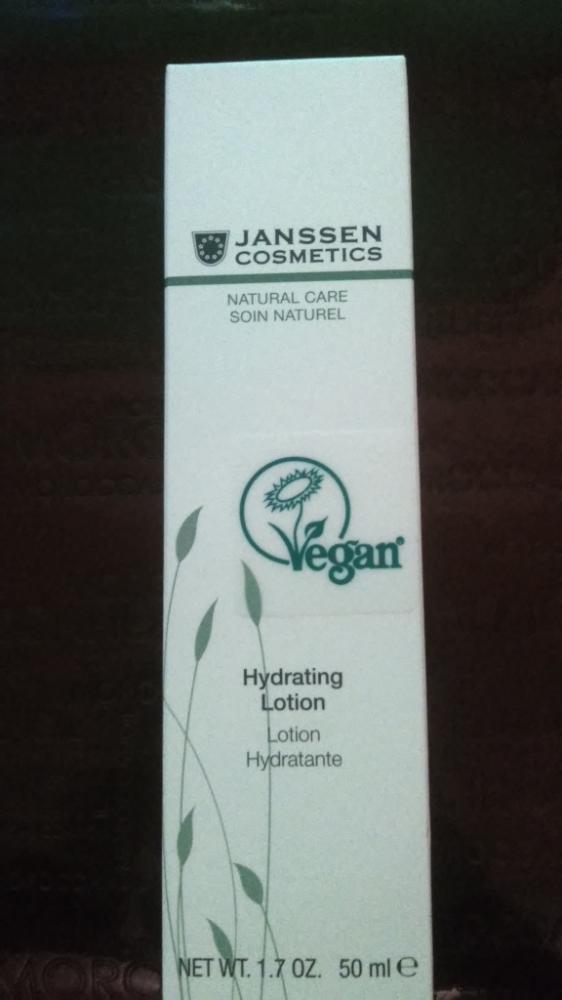 JANSSEN
COSMETICS
NATURAL CARE
SOIN NATUREL
Vegan®
Hydrating
Lotion
Lotion
Hydratante
NET WT. 1.7 OZ. 50 ml ℮